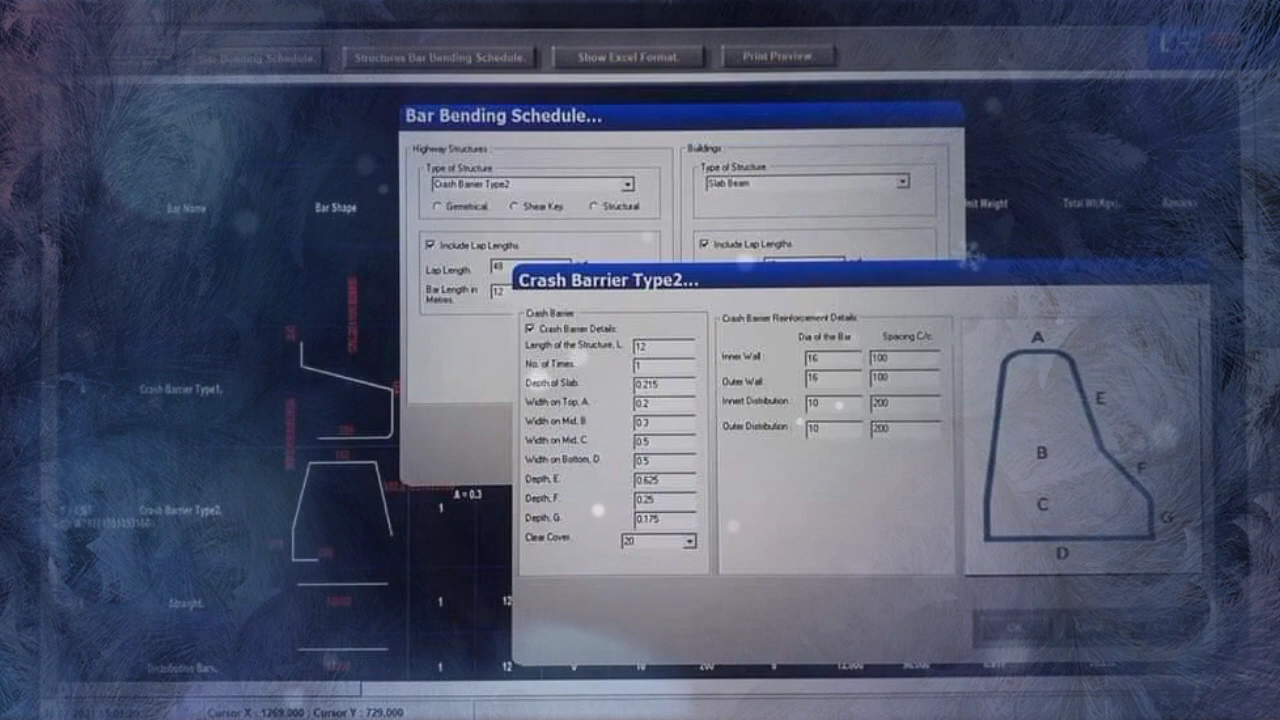 Bar Bending Schedule.
Structures Bar Bending Schedule.
Show Excel Format.
Print Preview.
Bar Bending Schedule...
Highway Structures
Buildings
Type of Structure
Type of Structure
Crash Barrier Type2
Slab Beam
Gemetrical
Shear Key
Structural
Bar Name
Bar Shape
Unit Weight
Total Wt(Kgs).
Remarks
Include Lap Lengths
Include Lap Lengths
Lap Length.
48
Bar Length in
Metres.
12
Crash Barrier Type2...
Crash Barrier
Crash Barrier Details:
Crash Barrier Reinforcement Details:
Dia of the Bar
Spacing C/c.
Length of the Structure, L.
12
No. of Times.
1
Depth of Slab.
0.215
Width on Top, A.
0.2
Width on Mid, B.
0.3
Width on Mid, C.
0.5
Width on Bottom, D.
0.5
Depth, E.
0.625
Depth, F.
0.25
Depth, G.
0.175
Clear Cover.
20
Inner Wall
16
100
Outer Wall
16
100
Innert Distribution
10
200
Outer Distribution
10
200
A
E
B
F
C
G
D
Crash Barrier Type1.
A = 0.3
1
Crash Barrier Type2.
Straight.
1
12
Distribution Bars.
1
12
Cursor X : 1269.000 ; Cursor Y : 729.000